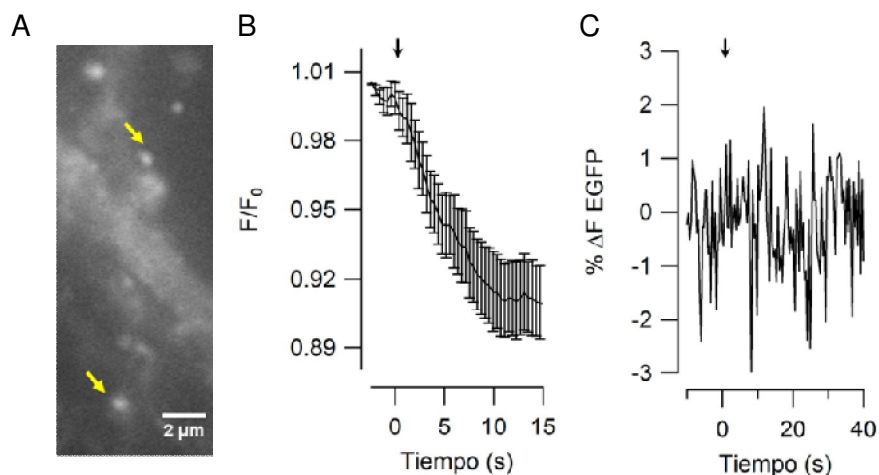 A
2 µm
B
1.01
0.98
0.95
0.92
0.89
F/F0
0 5 10 15
Tiempo (s)
C
3
2
1
0
-1
-2
-3
% ΔF EGFP
0 20 40
Tiempo (s)